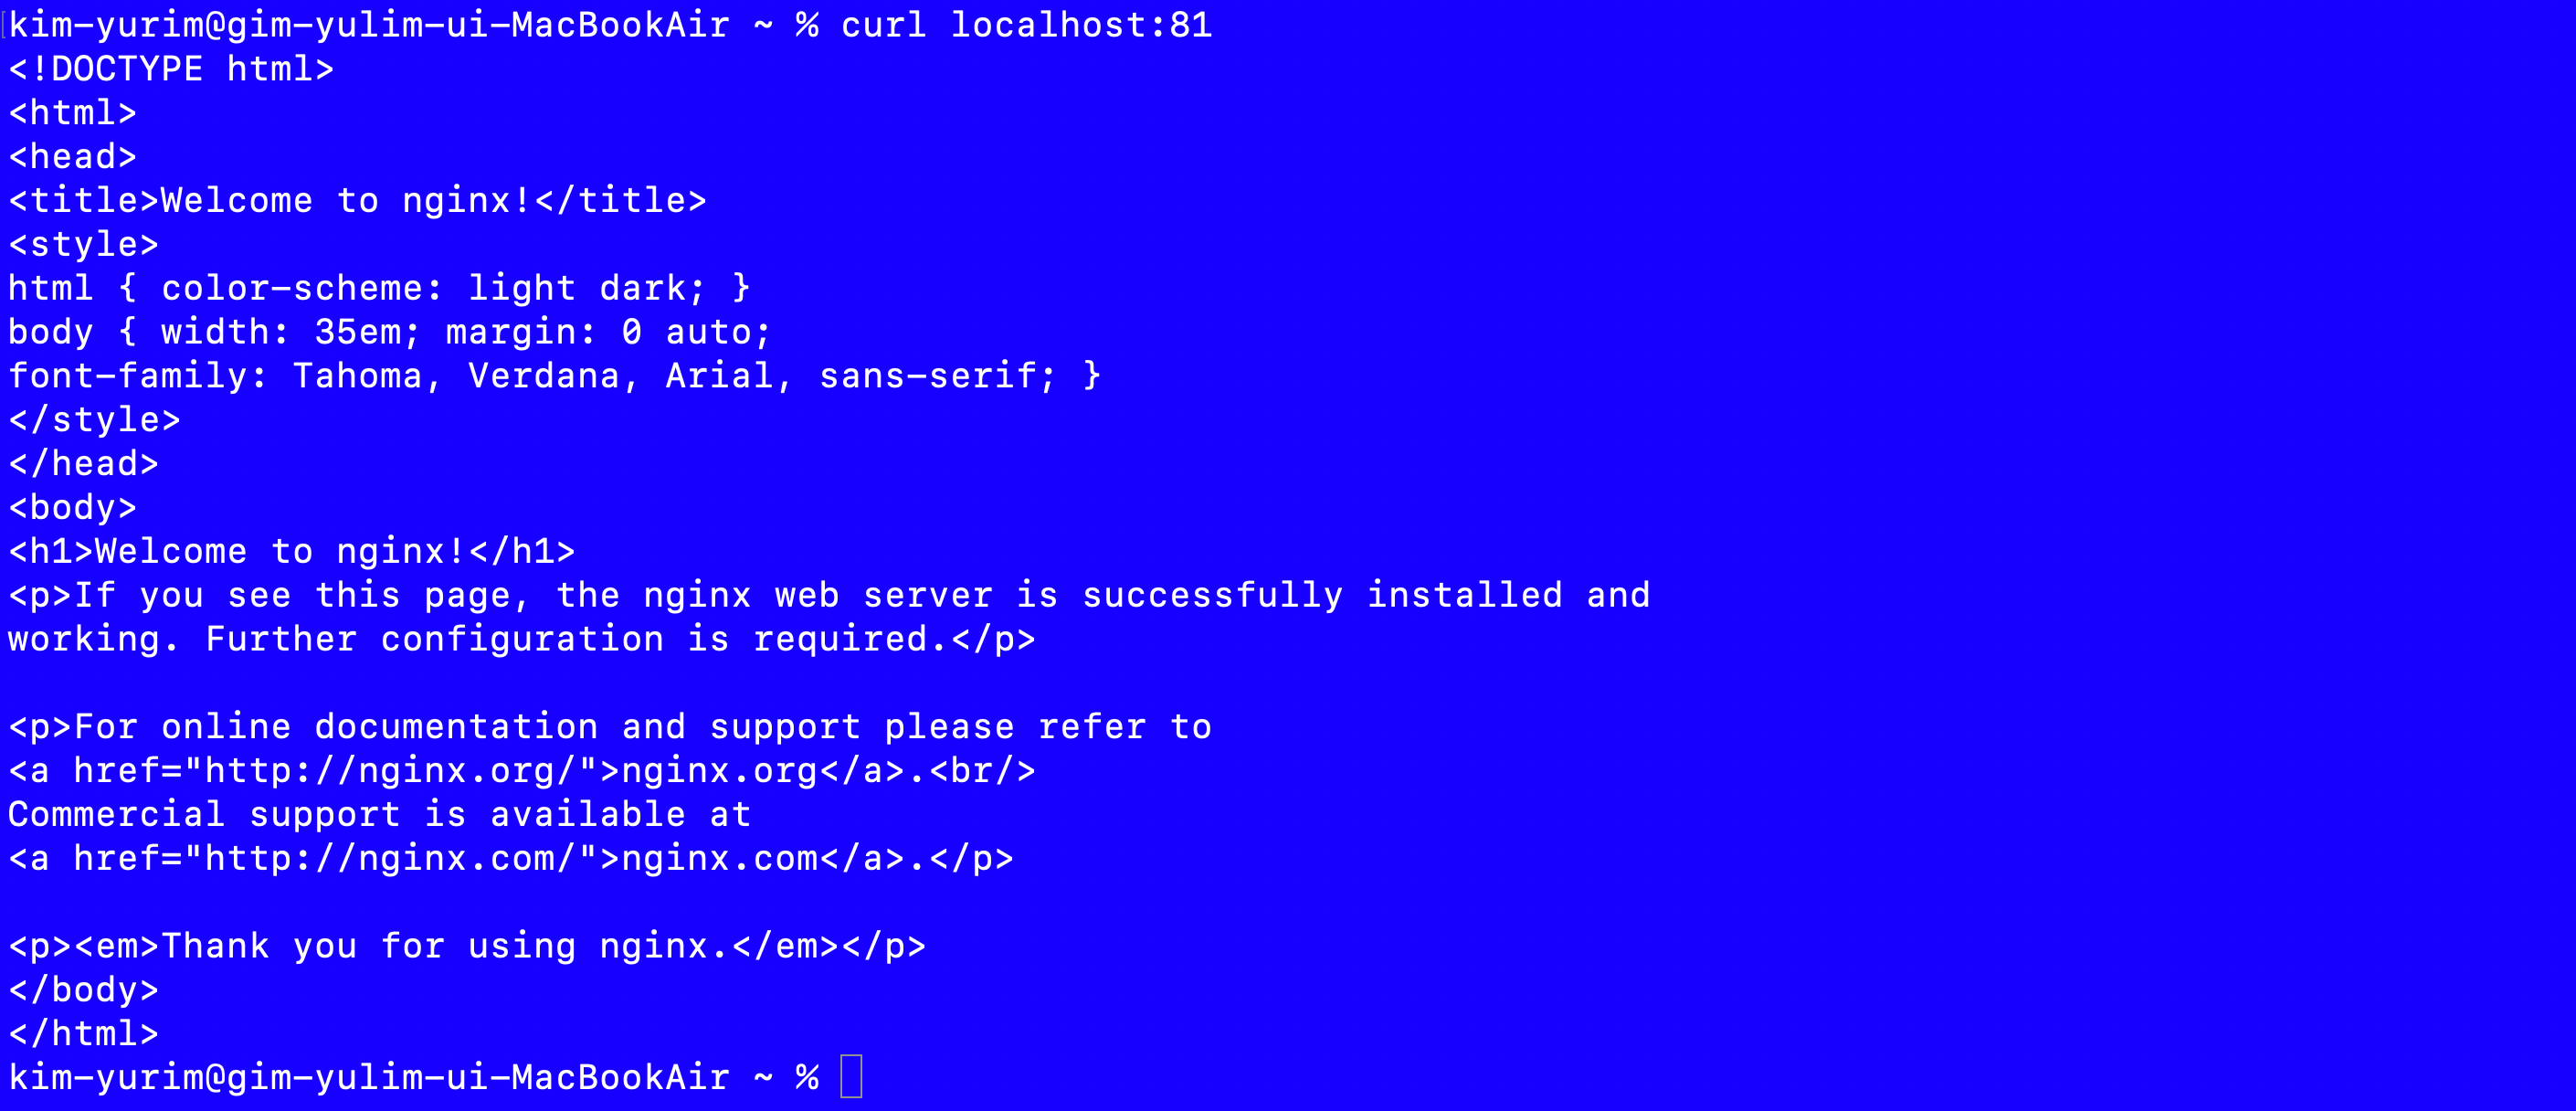 kim-yurim@gim-yulim-ui-MacBookAir ~ % curl localhost:81
<!DOCTYPE html>
<html>
<head>
<title>Welcome to nginx!</title>
<style>
html { color-scheme: light dark; }
body { width: 35em; margin: 0 auto;
font-family: Tahoma, Verdana, Arial, sans-serif; }
</style>
</head>
<body>
<h1>Welcome to nginx!</h1>
<p>If you see this page, the nginx web server is successfully installed and
working. Further configuration is required.</p>

<p>For online documentation and support please refer to
<a href="http://nginx.org/">nginx.org</a>.<br/>
Commercial support is available at
<a href="http://nginx.com/">nginx.com</a>.</p>

<p><em>Thank you for using nginx.</em></p>
</body>
</html>
kim-yurim@gim-yulim-ui-MacBookAir ~ %